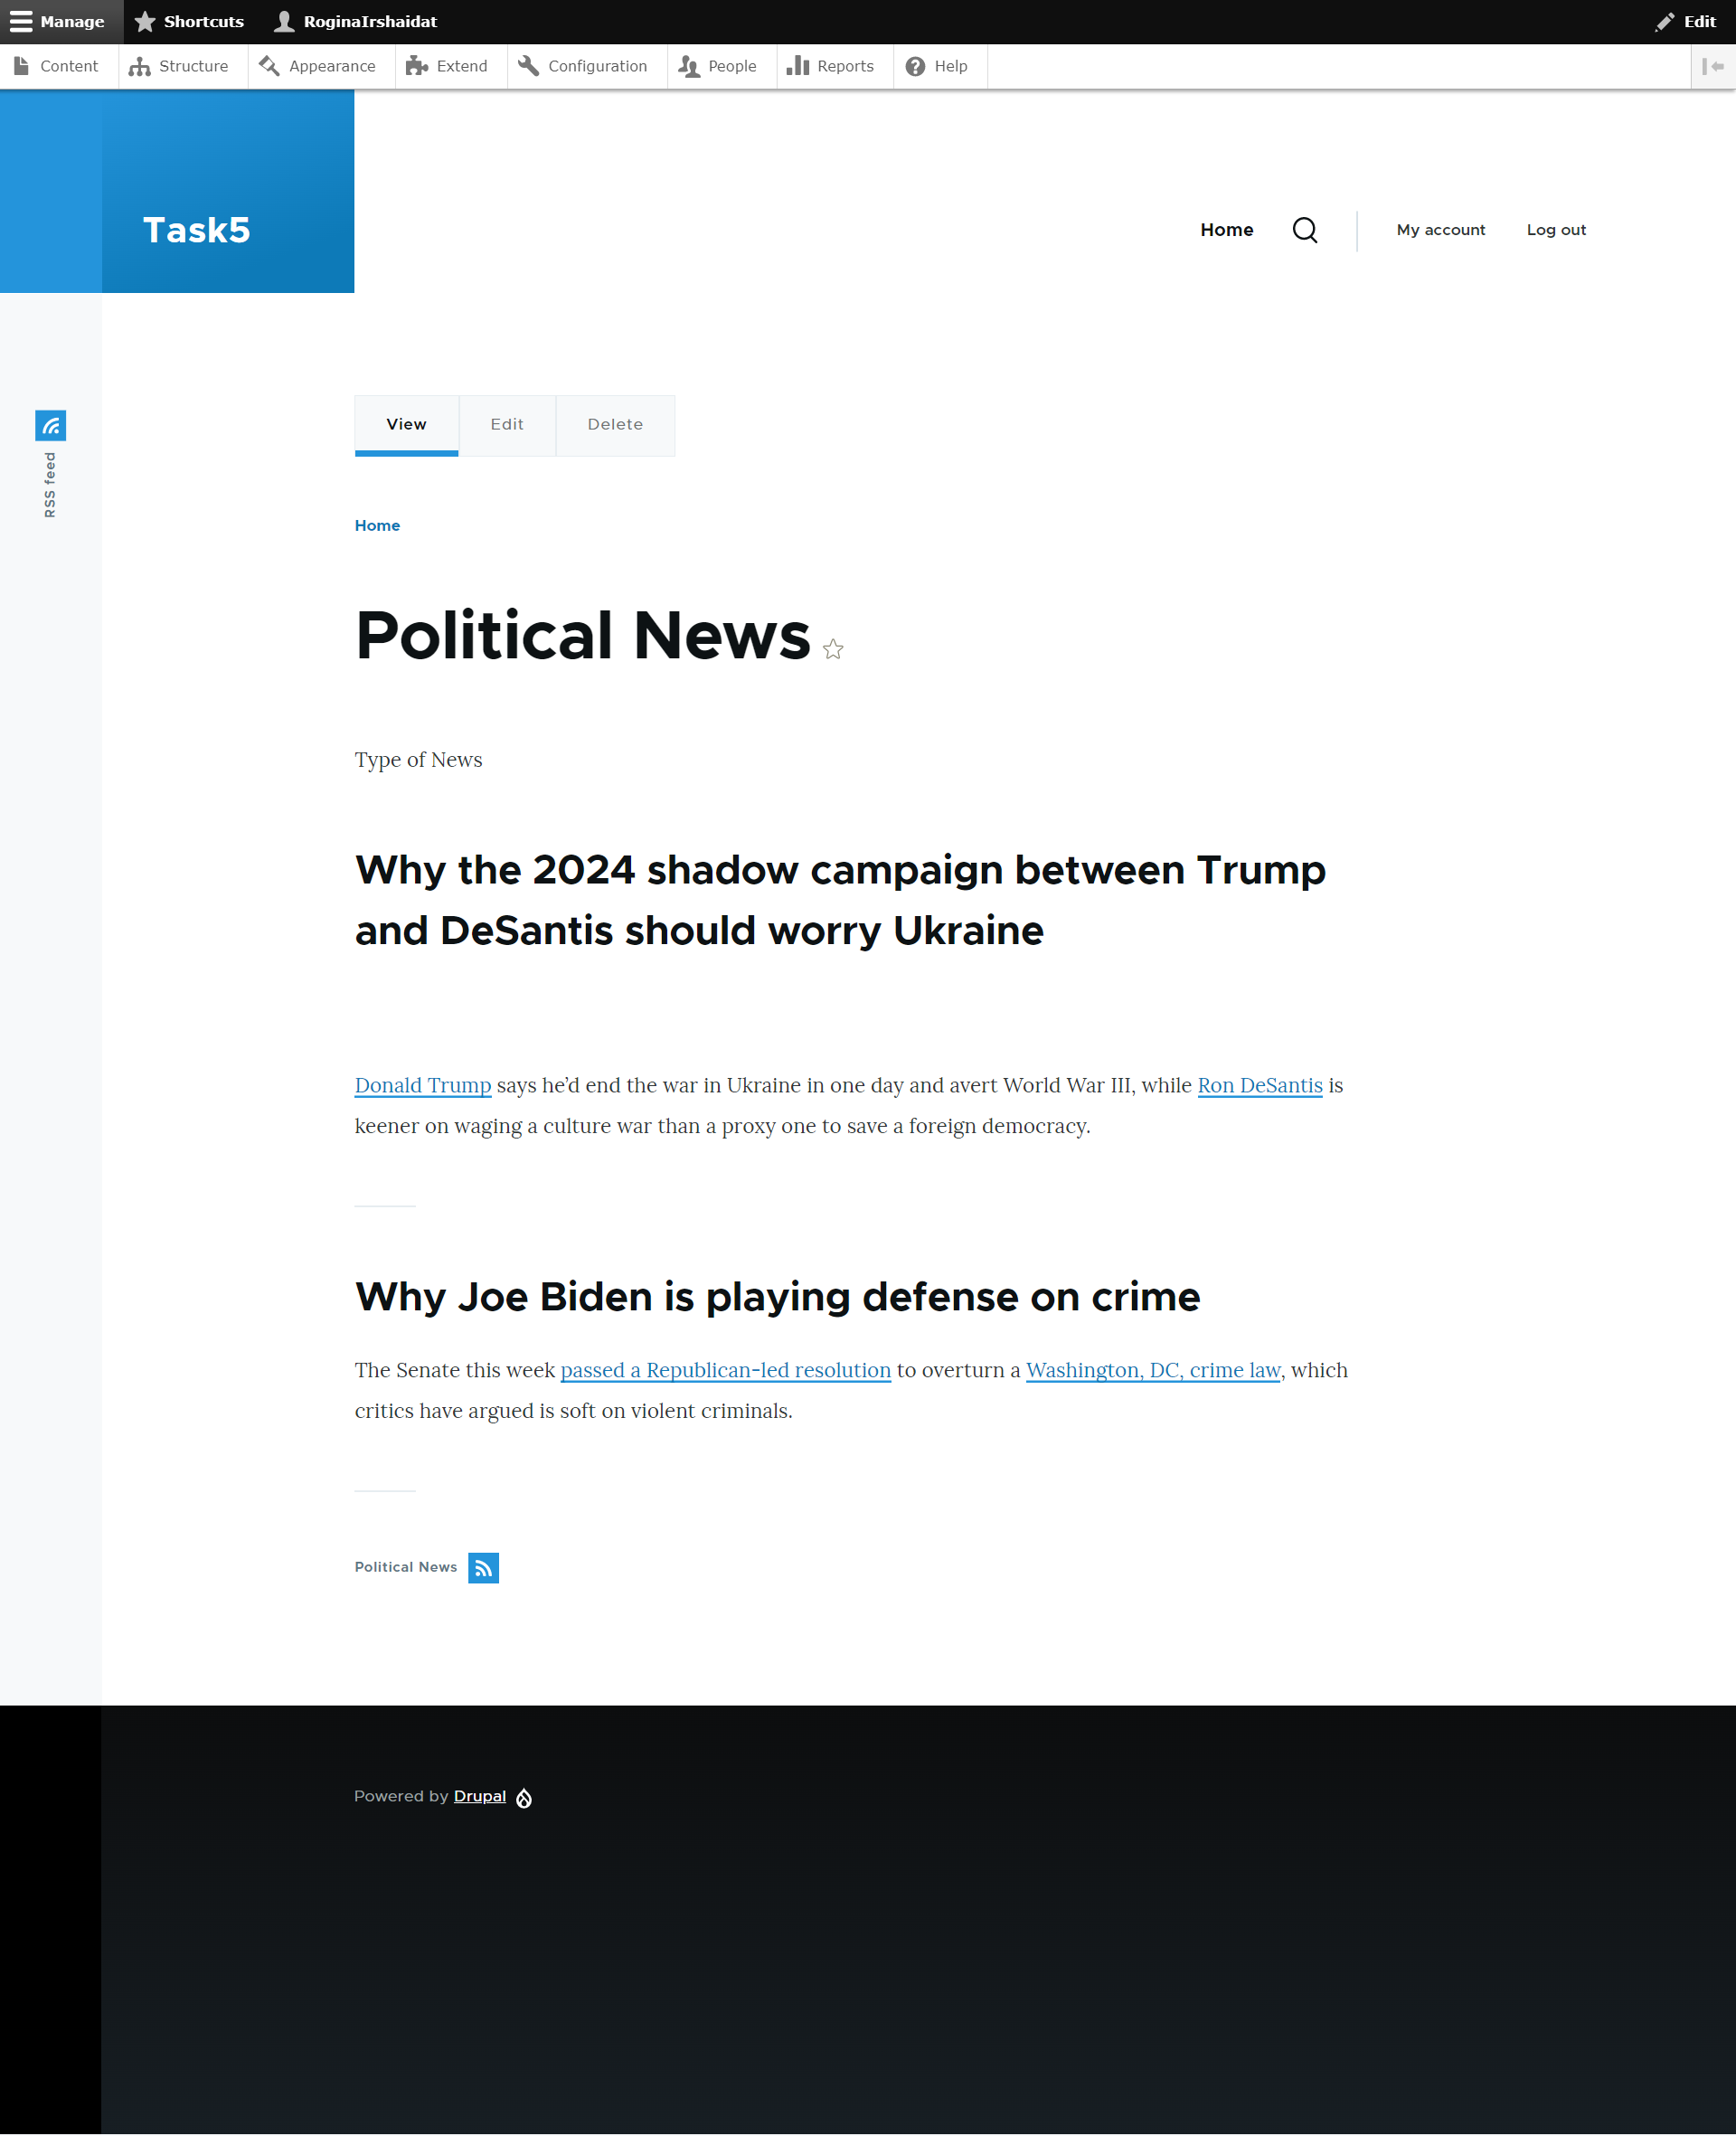 Manage Shortcuts RoginaIrshaidat Edit
Content Structure Appearance Extend Configuration People Reports Help
Task5
Home My account Log out
RSS feed
View Edit Delete
Home
Political News
Type of News
Why the 2024 shadow campaign between Trump
and DeSantis should worry Ukraine
Donald Trump says he’d end the war in Ukraine in one day and avert World War III, while Ron DeSantis is
keener on waging a culture war than a proxy one to save a foreign democracy.
Why Joe Biden is playing defense on crime
The Senate this week passed a Republican-led resolution to overturn a Washington, DC, crime law, which
critics have argued is soft on violent criminals.
Political News
Powered by Drupal